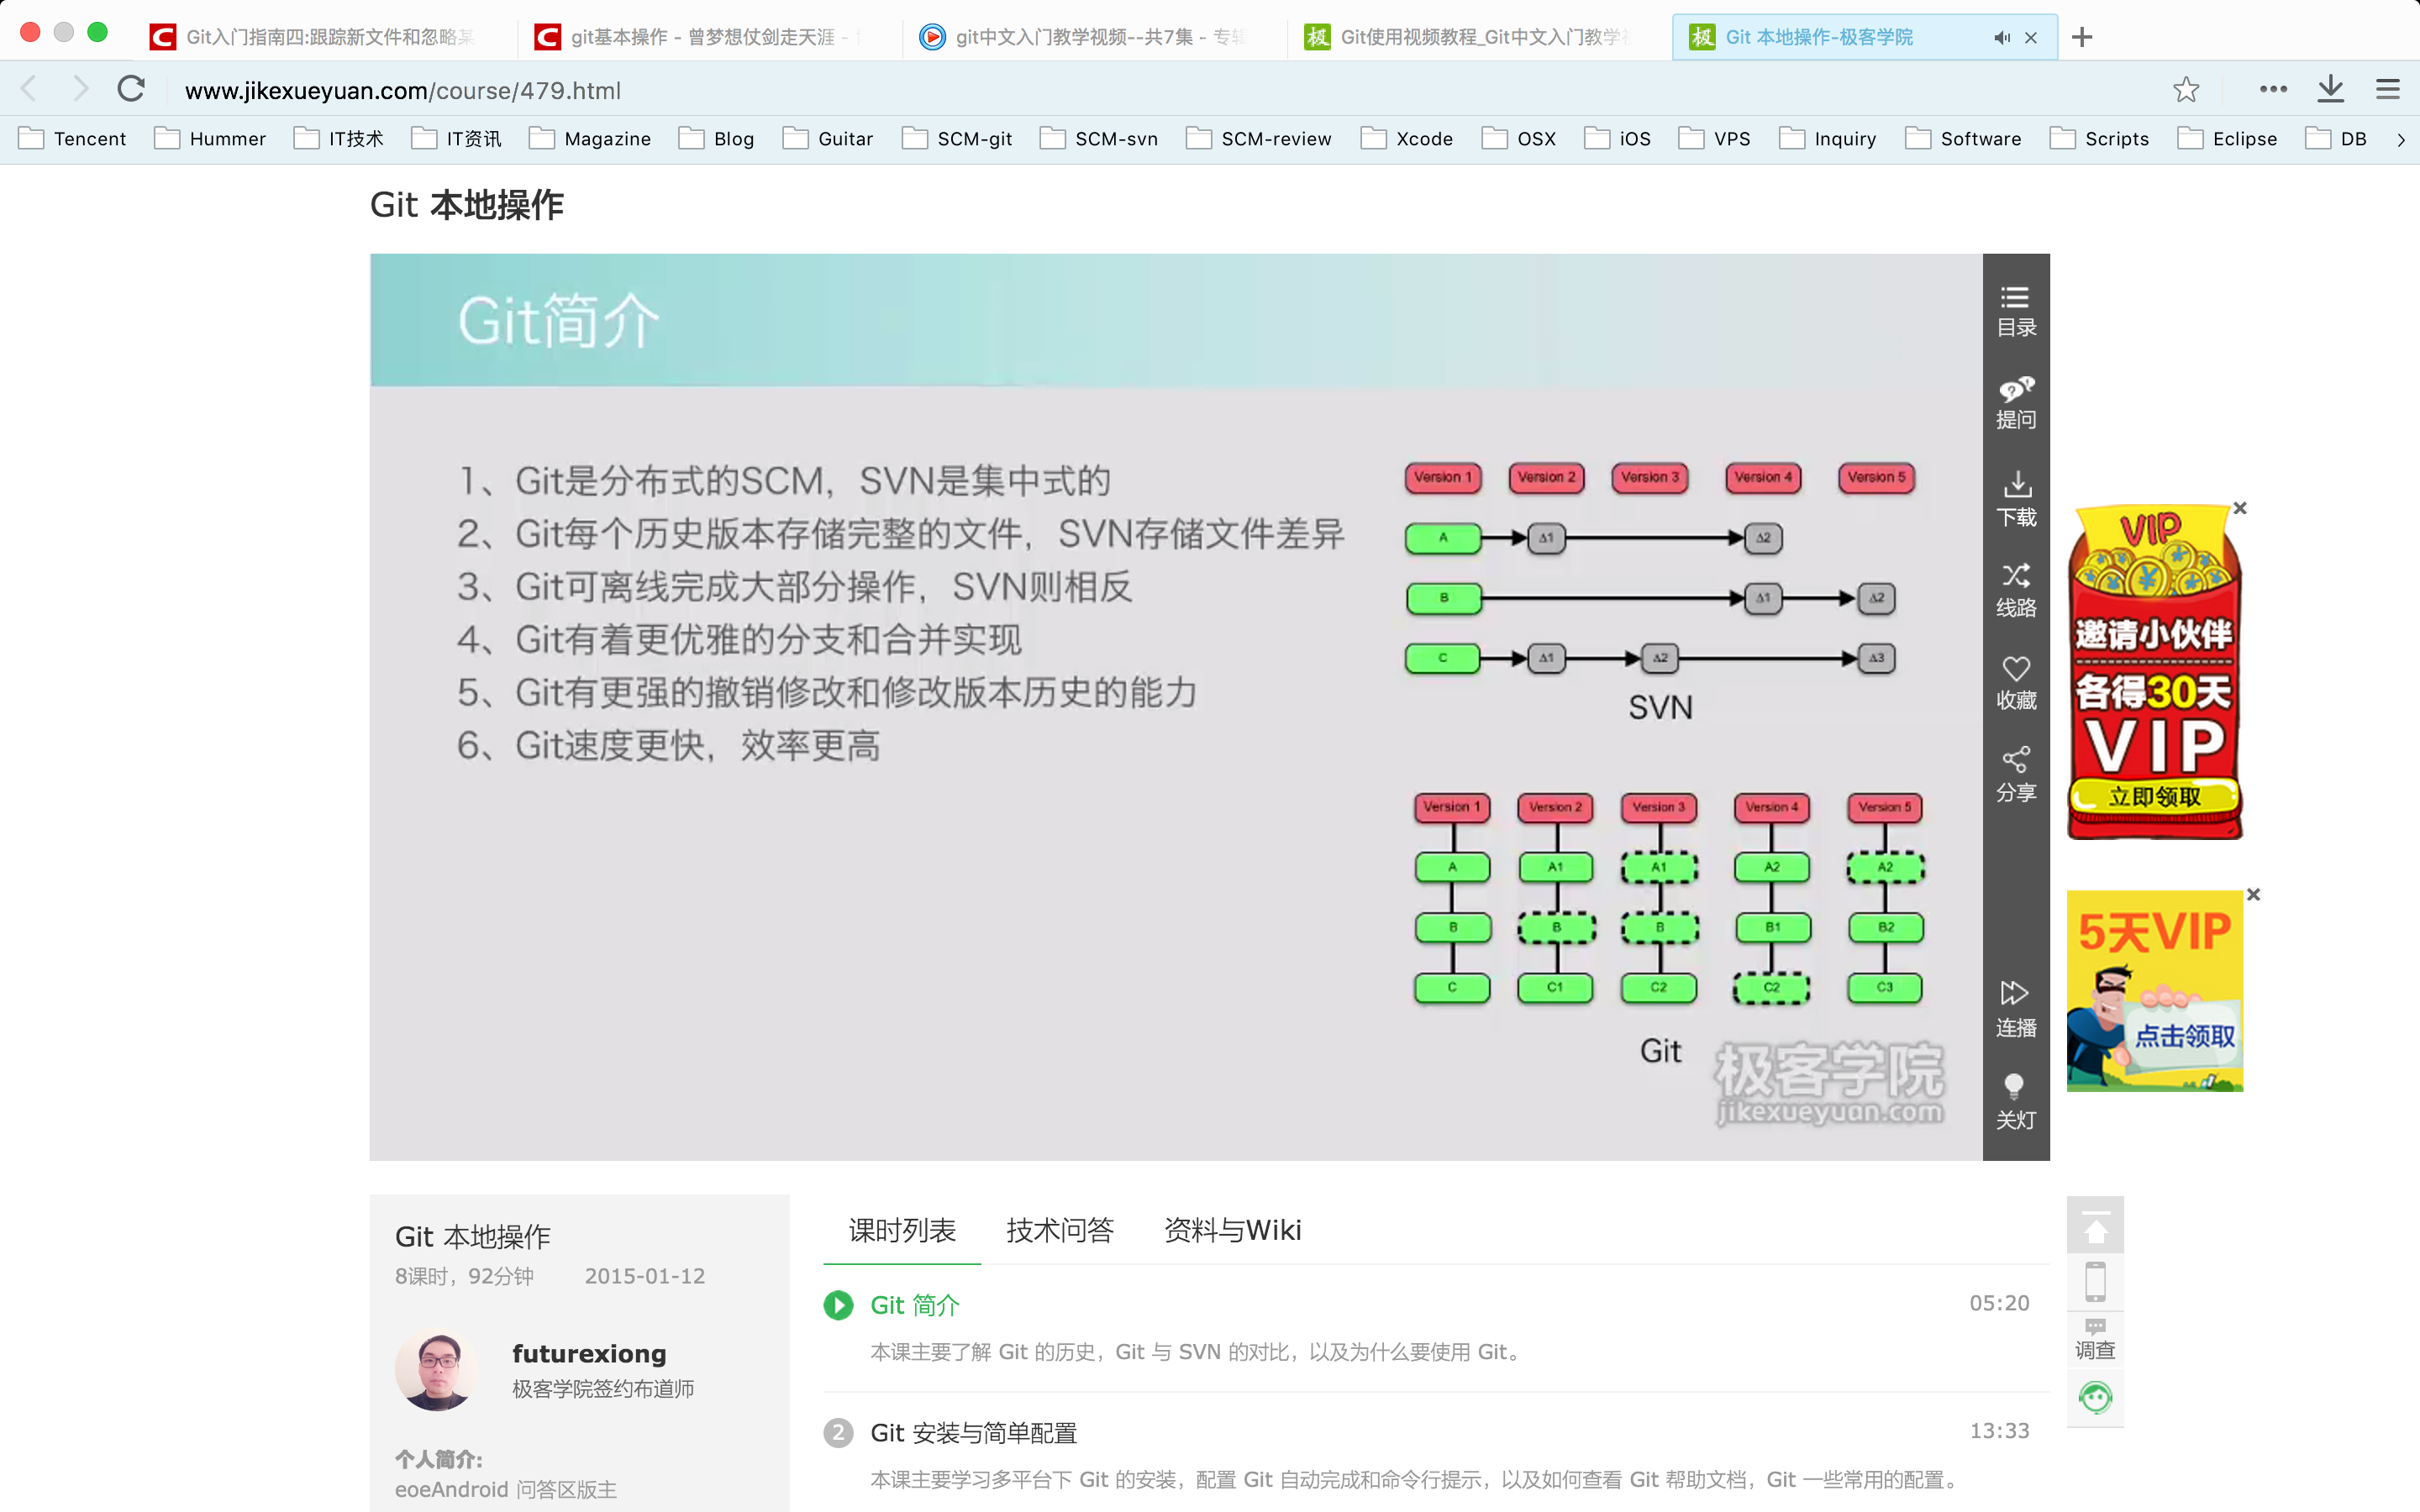 Git入门指南四:跟踪新文件和忽略某
git基本操作 - 曾梦想仗剑走天涯 -
git中文入门教学视频--共7集 - 专辑
Git使用视频教程_Git中文入门教学视
Git 本地操作-极客学院
www.jikexueyuan.com/course/479.html
Tencent Hummer IT技术 IT资讯 Magazine Blog Guitar SCM-git SCM-svn SCM-review Xcode OSX iOS VPS Inquiry Software Scripts Eclipse DB
Git 本地操作
Git简介
1、Git是分布式的SCM，SVN是集中式的
2、Git每个历史版本存储完整的文件，SVN存储文件差异
3、Git可离线完成大部分操作，SVN则相反
4、Git有着更优雅的分支和合并实现
5、Git有更强的撤销修改和修改版本历史的能力
6、Git速度更快，效率更高
Version 1 Version 2 Version 3 Version 4 Version 5
A Δ1 Δ2
B Δ1 Δ2
C Δ1 Δ2 Δ3
SVN
Version 1 Version 2 Version 3 Version 4 Version 5
A A1 A1 A2 A2
B B B B1 B2
C C1 C2 C2 C3
Git
极客学院
jikexueyuan.com
目录
提问
下载
线路
收藏
分享
连播
关灯
VIP
邀请小伙伴
各得30天
VIP
立即领取
5天VIP
点击领取
Git 本地操作
8课时，92分钟 2015-01-12
futurexiong
极客学院签约布道师
个人简介:
eoeAndroid 问答区版主
课时列表 技术问答 资料与Wiki
Git 简介 05:20
本课主要了解 Git 的历史，Git 与 SVN 的对比，以及为什么要使用 Git。
2 Git 安装与简单配置 13:33
本课主要学习多平台下 Git 的安装，配置 Git 自动完成和命令行提示，以及如何查看 Git 帮助文档，Git 一些常用的配置。
调查